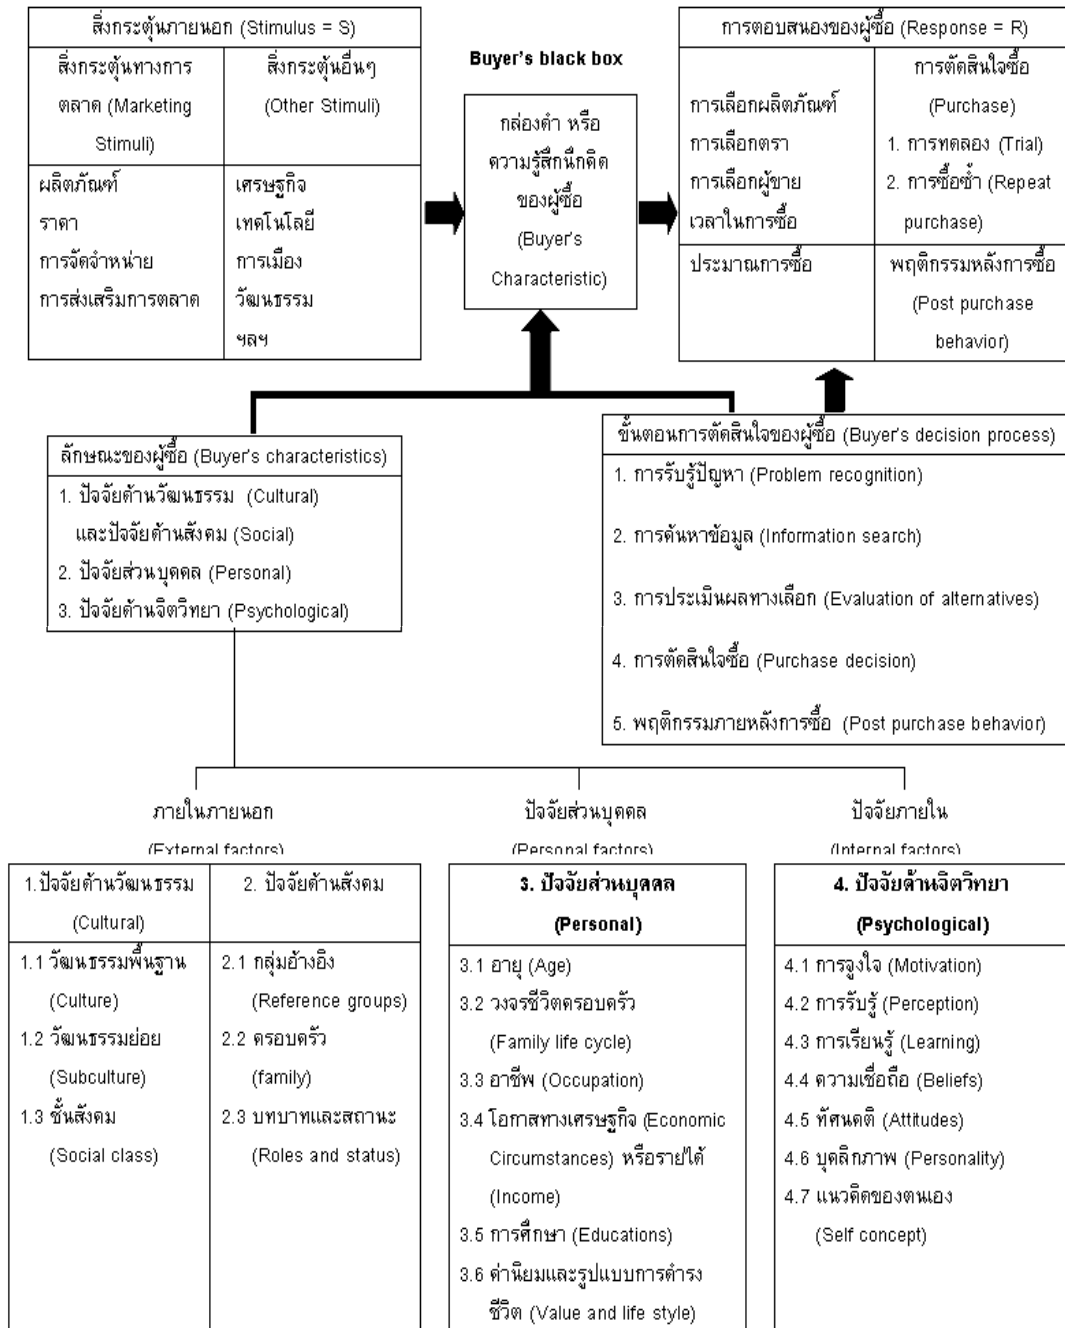 สิ่งกระตุ้นภายนอก (Stimulus = S)
สิ่งกระตุ้นทางการ
ตลาด (Marketing
Stimuli)
สิ่งกระตุ้นอื่นๆ
(Other Stimuli)
ผลิตภัณฑ์
ราคา
การจัดจำหน่าย
การส่งเสริมการตลาด
เศรษฐกิจ
เทคโนโลยี
การเมือง
วัฒนธรรม
ฯลฯ
Buyer's black box
กล่องดำ หรือ
ความรู้สึกนึกคิด
ของผู้ซื้อ
(Buyer's
Characteristic)
การตอบสนองของผู้ซื้อ (Response = R)
การเลือกผลิตภัณฑ์
การเลือกตรา
การเลือกผู้ขาย
เวลาในการซื้อ
การตัดสินใจซื้อ
(Purchase)
1. การทดลอง (Trial)
2. การซื้อซ้ำ (Repeat
purchase)
ประมาณการซื้อ
พฤติกรรมหลังการซื้อ
(Post purchase
behavior)
ลักษณะของผู้ซื้อ (Buyer's characteristics)
1. ปัจจัยด้านวัฒนธรรม (Cultural)
และปัจจัยด้านสังคม (Social)
2. ปัจจัยส่วนบุคคล (Personal)
3. ปัจจัยด้านจิตวิทยา (Psychological)
ขั้นตอนการตัดสินใจของผู้ซื้อ (Buyer's decision process)
1. การรับรู้ปัญหา (Problem recognition)
2. การค้นหาข้อมูล (Information search)
3. การประเมินผลทางเลือก (Evaluation of alternatives)
4. การตัดสินใจซื้อ (Purchase decision)
5. พฤติกรรมภายหลังการซื้อ (Post purchase behavior)
ภายในภายนอก
(External factors)
ปัจจัยส่วนบุคคล
(Personal factors)
ปัจจัยภายใน
(Internal factors)
1.ปัจจัยด้านวัฒนธรรม
(Cultural)
2. ปัจจัยด้านสังคม
1.1 วัฒนธรรมพื้นฐาน
(Culture)
1.2 วัฒนธรรมย่อย
(Subculture)
1.3 ชั้นสังคม
(Social class)
2.1 กลุ่มอ้างอิง
(Reference groups)
2.2 ครอบครัว
(family)
2.3 บทบาทและสถานะ
(Roles and status)
3. ปัจจัยส่วนบุคคล
(Personal)
3.1 อายุ (Age)
3.2 วงจรชีวิตครอบครัว
(Family life cycle)
3.3 อาชีพ (Occupation)
3.4 โอกาสทางเศรษฐกิจ (Economic
Circumstances) หรือรายได้
(Income)
3.5 การศึกษา (Educations)
3.6 ค่านิยมและรูปแบบการดำรง
ชีวิต (Value and life style)
4. ปัจจัยด้านจิตวิทยา
(Psychological)
4.1 การจูงใจ (Motivation)
4.2 การรับรู้ (Perception)
4.3 การเรียนรู้ (Learning)
4.4 ความเชื่อถือ (Beliefs)
4.5 ทัศนคติ (Attitudes)
4.6 บุคลิกภาพ (Personality)
4.7 แนวคิดของตนเอง
(Self concept)